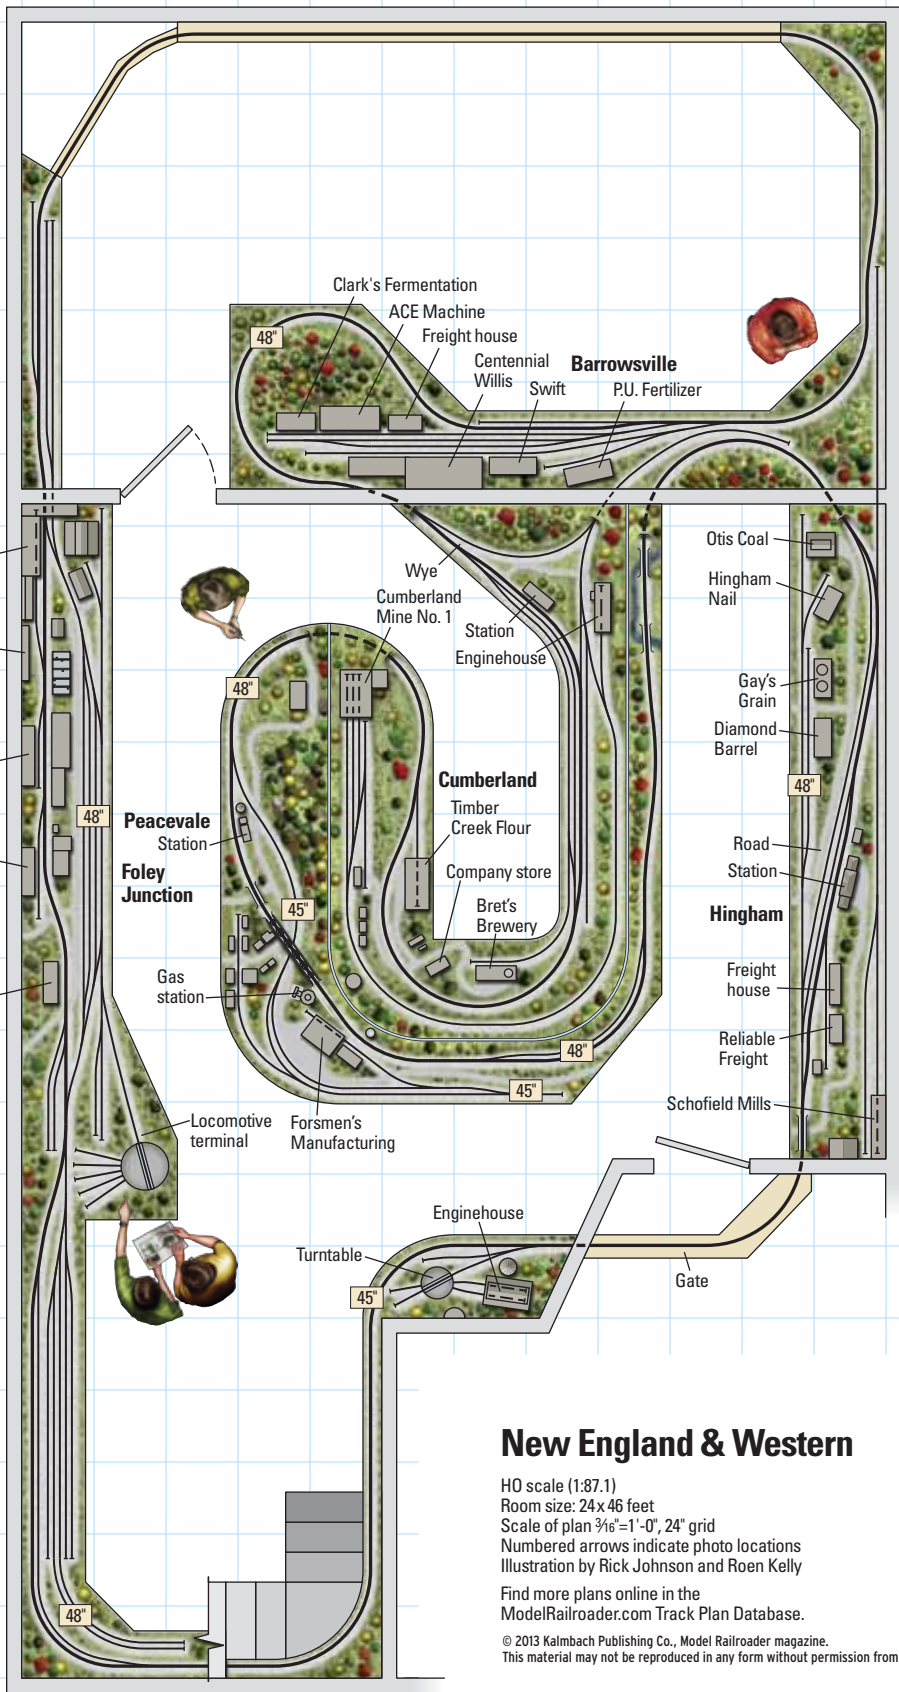 Clark's Fermentation
ACE Machine
Freight house
48"
Centennial
Willis
Barrowsville
Swift
P.U. Fertilizer
Otis Coal
Wye
Cumberland
Mine No. 1
Hingham
Nail
Station
Enginehouse
48"
Gay's
Grain
Diamond
Barrel
Cumberland
48"
48"
Peacevale
Station
Timber
Creek Flour
Road
Station
Foley
Junction
Company store
45"
Bret's
Brewery
Hingham
Gas
station
Freight
house
Reliable
Freight
48"
45"
Schofield Mills
Locomotive
terminal
Forsmen's
Manufacturing
Enginehouse
Turntable
Gate
45"
New England & Western
HO scale (1:87.1)
Room size: 24 x 46 feet
Scale of plan 3⁄16"=1'-0", 24" grid
Numbered arrows indicate photo locations
Illustration by Rick Johnson and Roen Kelly
Find more plans online in the
ModelRailroader.com Track Plan Database.
48"
© 2013 Kalmbach Publishing Co., Model Railroader magazine.
This material may not be reproduced in any form without permission from